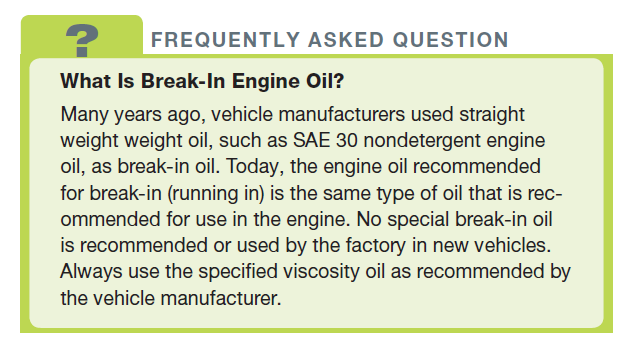 ?
FREQUENTLY ASKED QUESTION
What Is Break-In Engine Oil?
Many years ago, vehicle manufacturers used straight
weight weight oil, such as SAE 30 nondetergent engine
oil, as break-in oil. Today, the engine oil recommended
for break-in (running in) is the same type of oil that is rec-
ommended for use in the engine. No special break-in oil
is recommended or used by the factory in new vehicles.
Always use the specified viscosity oil as recommended by
the vehicle manufacturer.